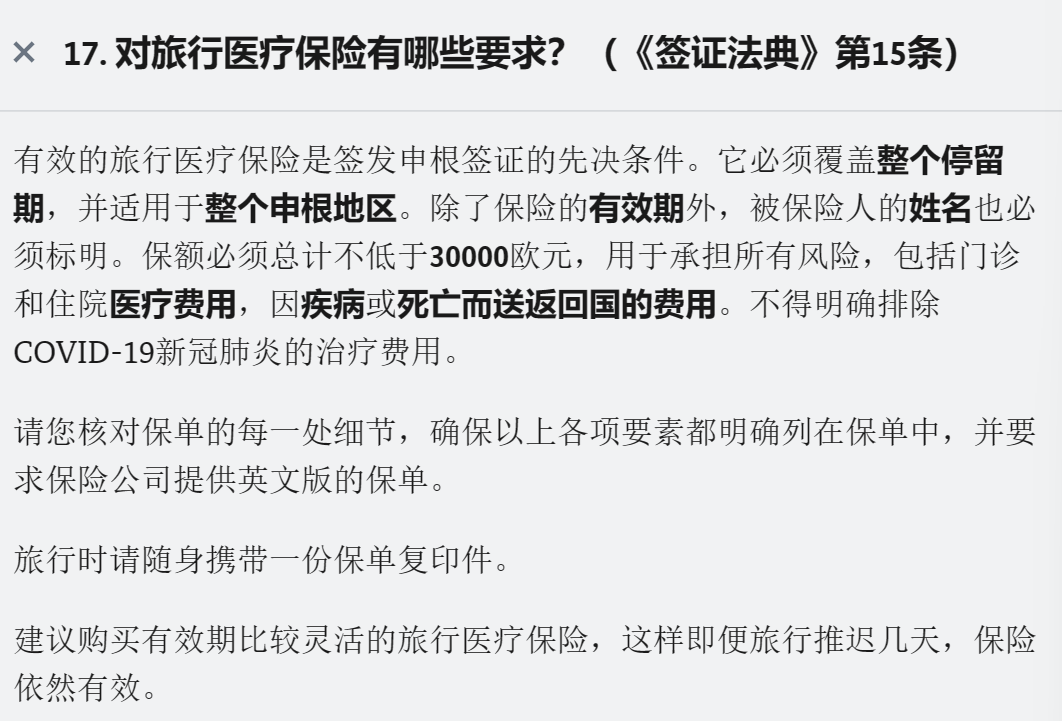 × 17. 对旅行医疗保险有哪些要求？（《签证法典》第15条）
有效的旅行医疗保险是签发申根签证的先决条件。它必须覆盖整个停留
期，并适用于整个申根地区。除了保险的有效期外，被保险人的姓名也必
须标明。保额必须总计不低于30000欧元，用于承担所有风险，包括门诊
和住院医疗费用，因疾病或死亡而送返回国的费用。不得明确排除
COVID-19新冠肺炎的治疗费用。
请您核对保单的每一处细节，确保以上各项要素都明确列在保单中，并要
求保险公司提供英文版的保单。
旅行时请随身携带一份保单复印件。
建议购买有效期比较灵活的旅行医疗保险，这样即便旅行推迟几天，保险
依然有效。